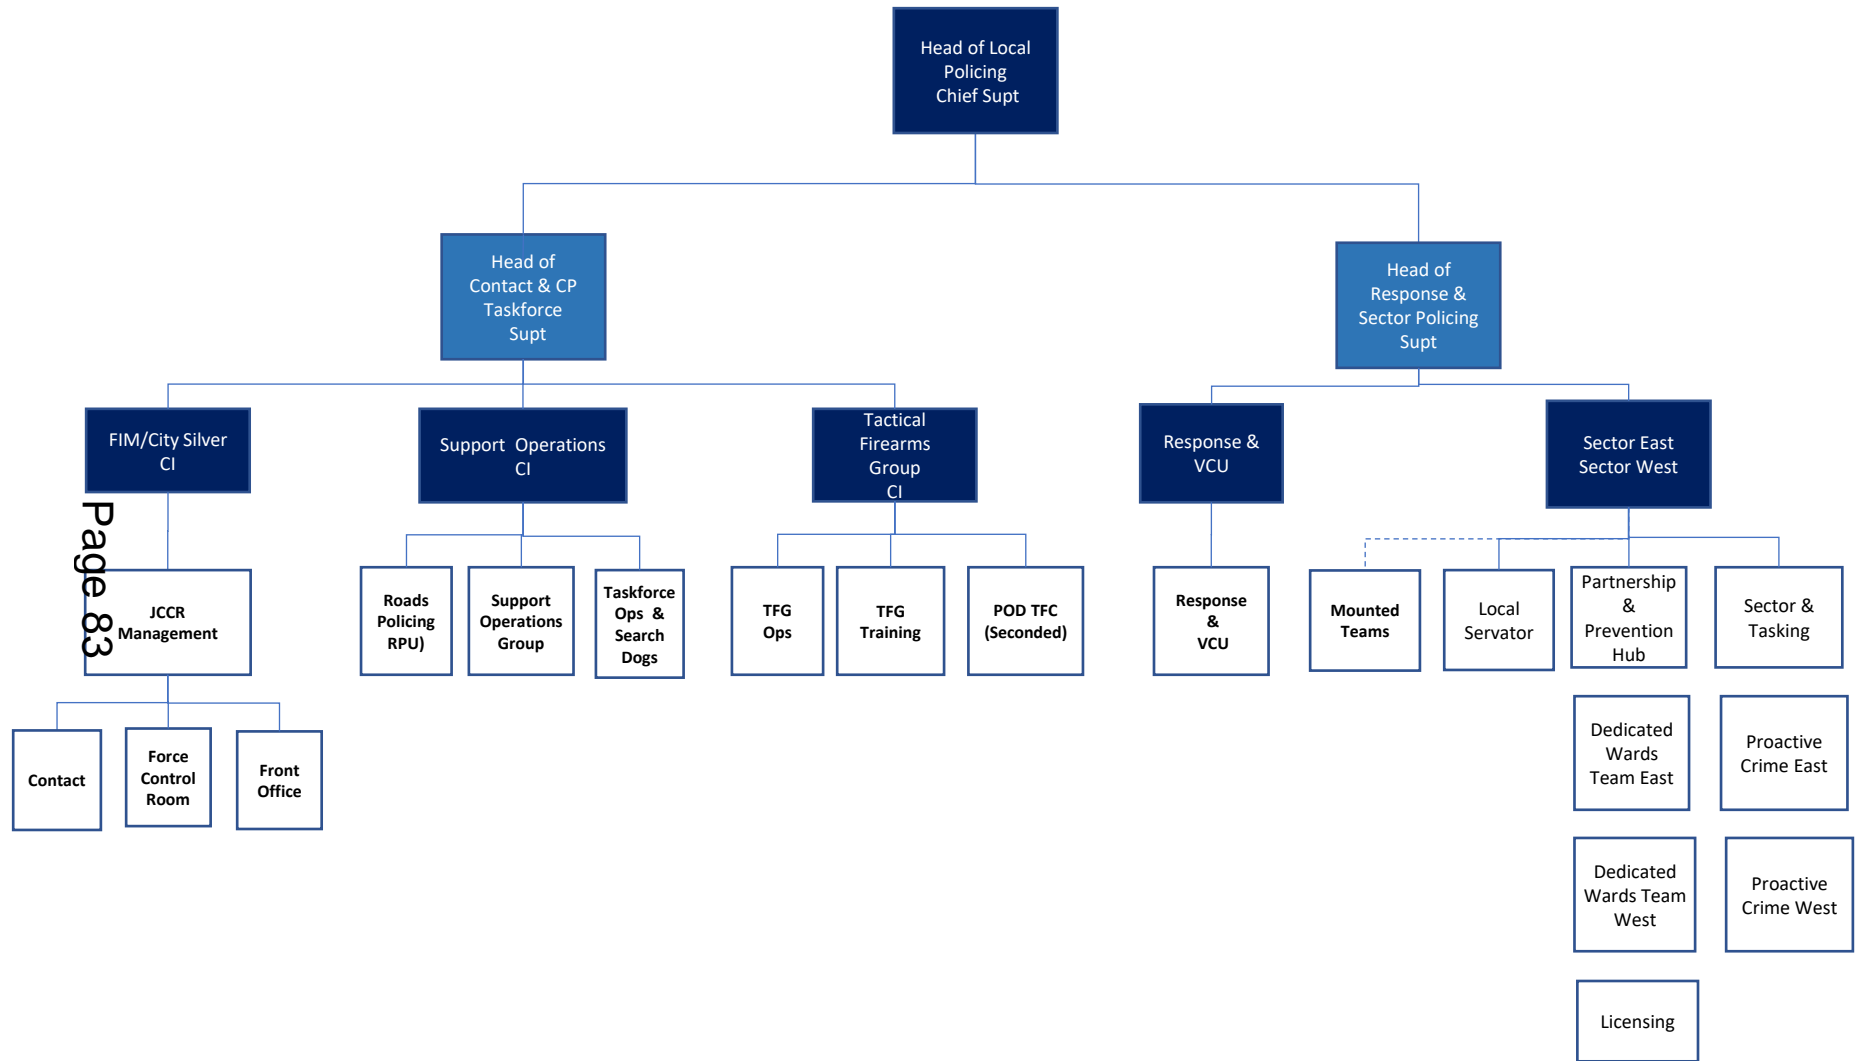 Head of Local
Policing
Chief Supt
Head of
Contact & CP
Taskforce
Supt
Head of
Response &
Sector Policing
Supt
FIM/City Silver
CI
Support Operations
CI
Tactical
Firearms
Group
CI
Response &
VCU
Sector East
Sector West
Page 83
JCCR
Management
Roads
Policing
RPU)
Support
Operations
Group
Taskforce
Ops &
Search
Dogs
TFG
Ops
TFG
Training
POD TFC
(Seconded)
Response
&
VCU
Mounted
Teams
Local
Servator
Partnership
&
Prevention
Hub
Sector &
Tasking
Contact
Force
Control
Room
Front
Office
Dedicated
Wards
Team East
Proactive
Crime East
Dedicated
Wards Team
West
Proactive
Crime West
Licensing